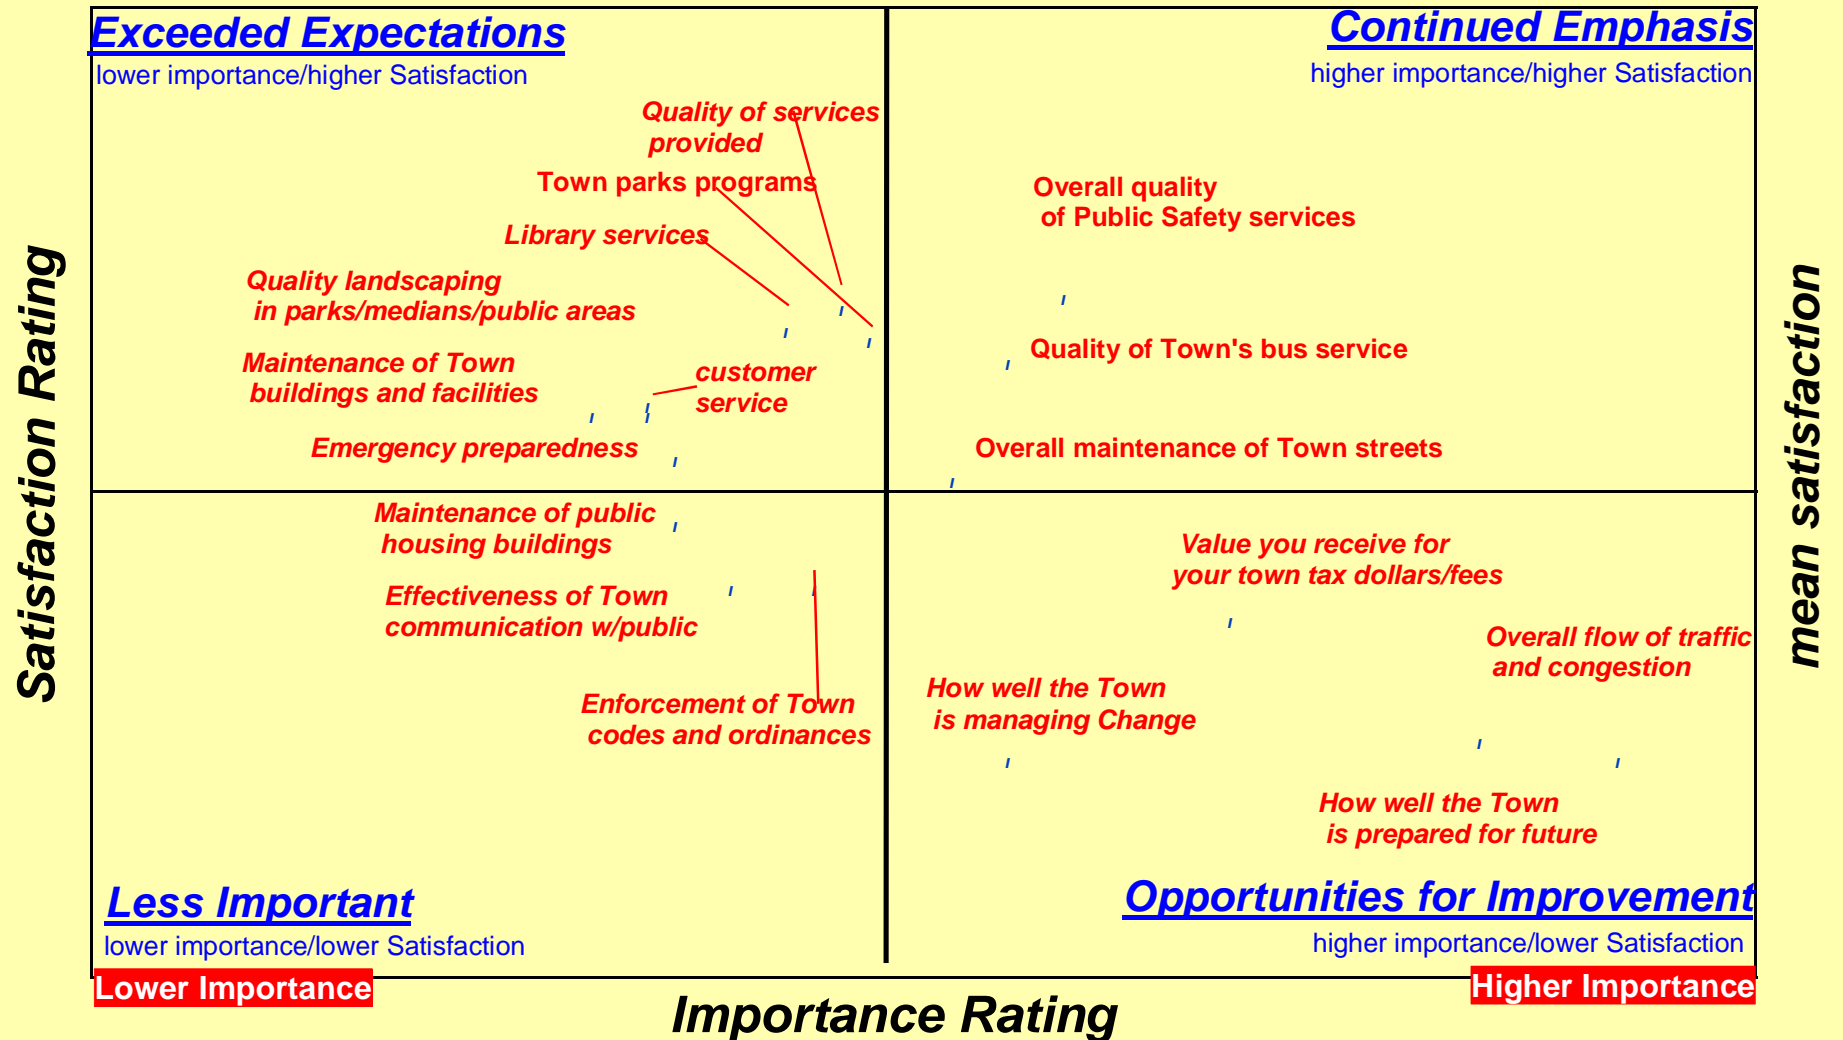 Exceeded Expectations
lower importance/higher Satisfaction
Continued Emphasis
higher importance/higher Satisfaction
Quality of services
provided
Town parks programs
Library services
Quality landscaping
in parks/medians/public areas
Maintenance of Town
buildings and facilities
customer
service
Emergency preparedness
Overall quality
of Public Safety services
Quality of Town's bus service
Overall maintenance of Town streets
Satisfaction Rating
mean satisfaction
Maintenance of public
housing buildings
Effectiveness of Town
communication w/public
Enforcement of Town
codes and ordinances
Value you receive for
your town tax dollars/fees
Overall flow of traffic
and congestion
How well the Town
is managing Change
How well the Town
is prepared for future
Less Important
lower importance/lower Satisfaction
Opportunities for Improvement
higher importance/lower Satisfaction
Lower Importance
Higher Importance
Importance Rating